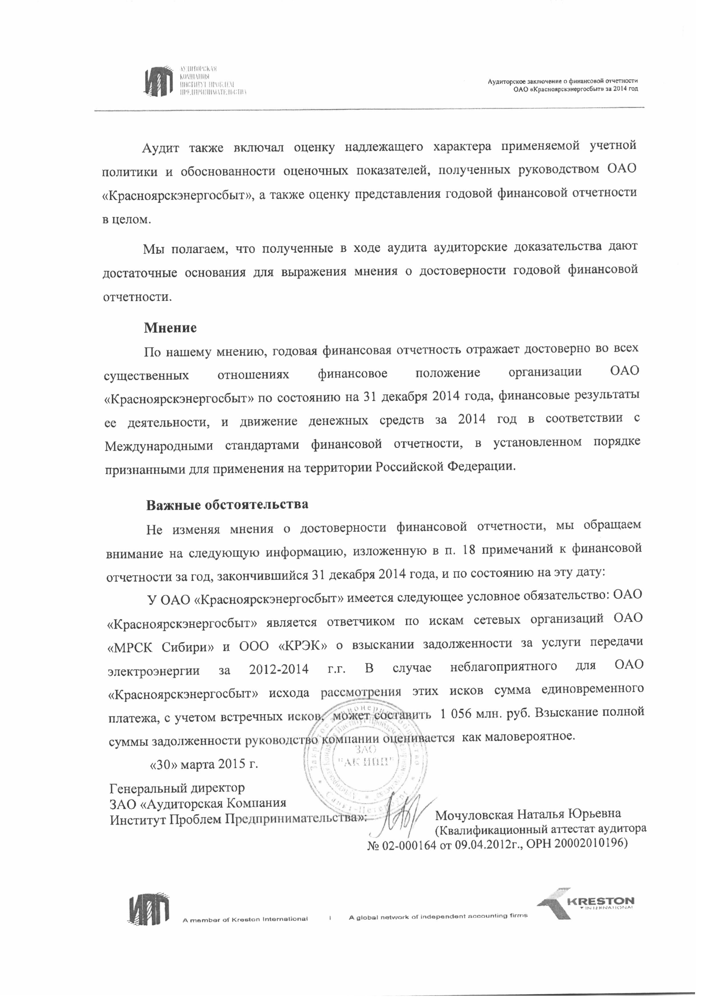 ИПП
АУДИТОРСКАЯ
КОМПАНИЯ
ИНСТИТУТ ПРОБЛЕМ
ПРЕДПРИНИМАТЕЛЬСТВА
Аудиторское заключение о финансовой отчетности
ОАО «Красноярскэнергосбыт» за 2014 год
Аудит также включал оценку надлежащего характера применяемой учетной
политики и обоснованности оценочных показателей, полученных руководством ОАО
«Красноярскэнергосбыт», а также оценку представления годовой финансовой отчетности
в целом.
Мы полагаем, что полученные в ходе аудита аудиторские доказательства дают
достаточные основания для выражения мнения о достоверности годовой финансовой
отчетности.
Мнение
По нашему мнению, годовая финансовая отчетность отражает достоверно во всех
существенных отношениях финансовое положение организации ОАО
«Красноярскэнергосбыт» по состоянию на 31 декабря 2014 года, финансовые результаты
ее деятельности, и движение денежных средств за 2014 год в соответствии с
Международными стандартами финансовой отчетности, в установленном порядке
признанными для применения на территории Российской Федерации.
Важные обстоятельства
Не изменяя мнения о достоверности финансовой отчетности, мы обращаем
внимание на следующую информацию, изложенную в п. 18 примечаний к финансовой
отчетности за год, закончившийся 31 декабря 2014 года, и по состоянию на эту дату:
У ОАО «Красноярскэнергосбыт» имеется следующее условное обязательство: ОАО
«Красноярскэнергосбыт» является ответчиком по искам сетевых организаций ОАО
«МРСК Сибири» и ООО «КРЭК» о взыскании задолженности за услуги передачи
электроэнергии за 2012-2014 г.г. В случае неблагоприятного для ОАО
«Красноярскэнергосбыт» исхода рассмотрения этих исков сумма единовременного
платежа, с учетом встречных исков, может составить 1 056 млн. руб. Взыскание полной
суммы задолженности руководство компании оценивается как маловероятное.
Закрытое акционерное общество
Санкт-Петербург
ЗАО
"АК ИПП"
«30» марта 2015 г.
Генеральный директор
ЗАО «Аудиторская Компания
Институт Проблем Предпринимательства»:
Мочуловская Наталья Юрьевна
(Квалификационный аттестат аудитора
№ 02-000164 от 09.04.2012г., ОРН 20002010196)
ИПП
A member of Kreston International | A global network of independent accounting firms
KRESTON
INTERNATIONAL